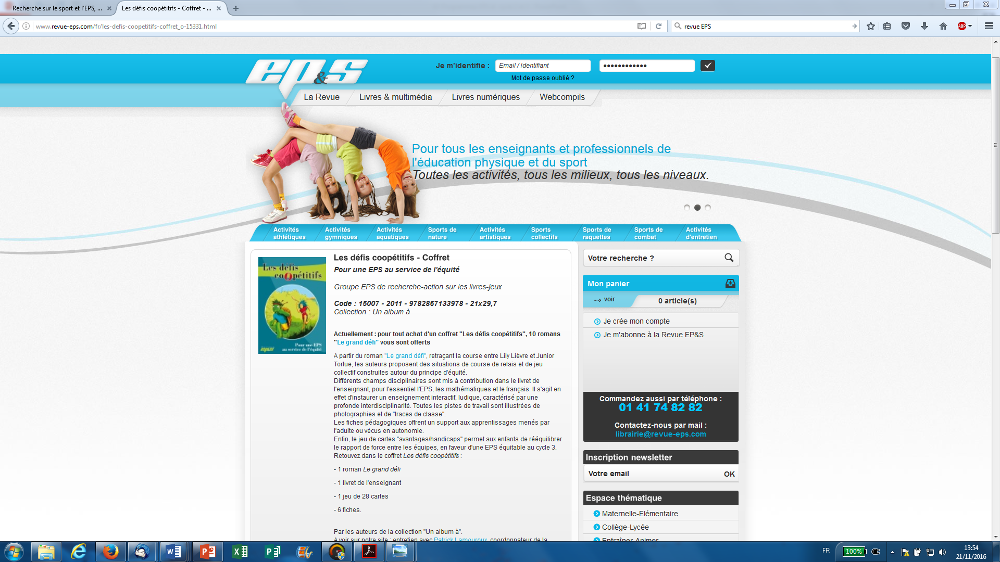 Recherche sur le sport et l'EPS, ...
Les défis coopétitifs - Coffret - ...
www.revue-eps.com/fr/les-defis-coopetitifs-coffret_o-15331.html
revue EPS
ABP
ep&s
Je m'identifie :
Email / Identifiant
Mot de passe oublié ?
La Revue
Livres & multimédia
Livres numériques
Webcompils
Pour tous les enseignants et professionnels de
l'éducation physique et du sport
Toutes les activités, tous les milieux, tous les niveaux.
Activités
athlétiques
Activités
gymniques
Activités
aquatiques
Sports de
nature
Activités
artistiques
Sports
collectifs
Sports de
raquettes
Sports de
combat
Activités
d'entretien
Les défis
coopétitifs
Pour une EPS
au service de l'équité
eps
Les défis coopétitifs - Coffret
Pour une EPS au service de l'équité
Groupe EPS de recherche-action sur les livres-jeux
Code : 15007 - 2011 - 9782867133978 - 21x29,7
Collection : Un album à
Actuellement : pour tout achat d'un coffret "Les défis coopétitifs", 10 romans
"Le grand défi" vous sont offerts
A partir du roman "Le grand défi", retraçant la course entre Lily Lièvre et Junior
Tortue, les auteurs proposent des situations de course de relais et de jeu
collectif construites autour du principe d'équité.
Différents champs disciplinaires sont mis à contribution dans le livret de
l'enseignant, pour l'essentiel l'EPS, les mathématiques et le français. Il s'agit en
effet d'instaurer un enseignement interactif, ludique, caractérisé par une
profonde interdisciplinarité. Toutes les pistes de travail sont illustrées de
photographies et de "traces de classe".
Les fiches pédagogiques offrent un support aux apprentissages menés par
l'adulte ou vécus en autonomie.
Enfin, le jeu de cartes "avantages/handicaps" permet aux enfants de rééquilibrer
le rapport de force entre les équipes, en faveur d'une EPS équitable au cycle 3.
Retouvez dans le coffret Les défis coopétitifs :
- 1 roman Le grand défi
- 1 livret de l'enseignant
- 1 jeu de 28 cartes
- 6 fiches.
Par les auteurs de la collection "Un album à".
A voir sur notre site : entretien avec Patrick Lamouroux, coordonnateur de la
Votre recherche ?
Mon panier
voir
0 article(s)
Je crée mon compte
Je m'abonne à la Revue EP&S
Commandez aussi par téléphone :
01 41 74 82 82
Contactez-nous par mail :
librairie@revue-eps.com
Inscription newsletter
Votre email
OK
Espace thématique
Maternelle-Elémentaire
Collège-Lycée
Entraîner-Animer
FR
100%
13:54
21/11/2016